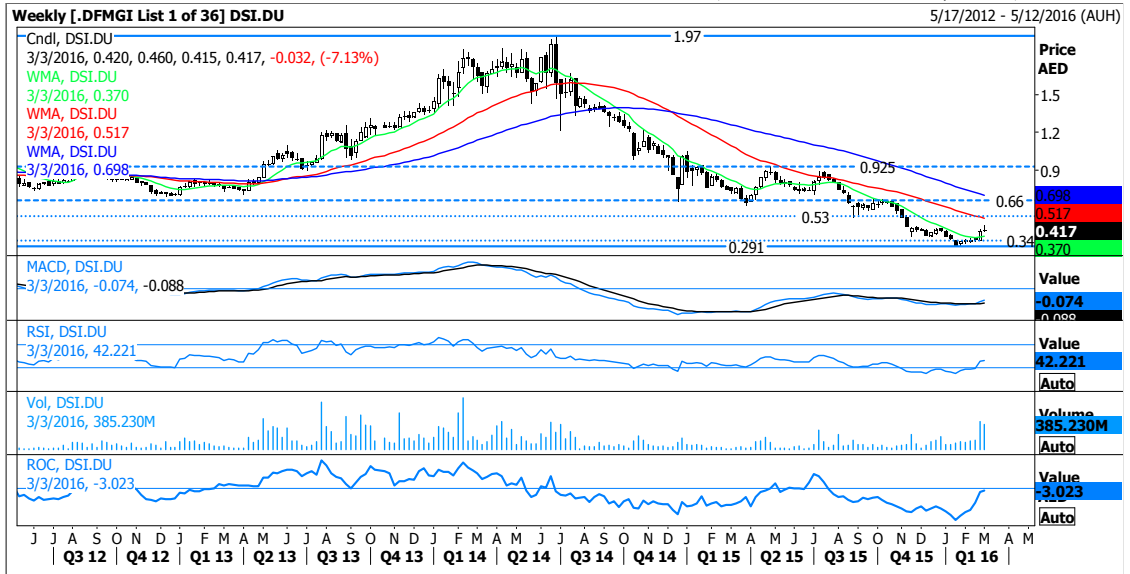 Weekly [.DFMGI List 1 of 36] DSI.DU 5/17/2012 - 5/12/2016 (AUH)
Cndl, DSI.DU
3/3/2016, 0.420, 0.460, 0.415, 0.417, -0.032, (-7.13%)
WMA, DSI.DU
3/3/2016, 0.370
WMA, DSI.DU
3/3/2016, 0.517
WMA, DSI.DU
3/3/2016, 0.698
1.97
0.925
0.66
0.53
0.34
0.291
Price
AED
1.5
1.2
0.9
0.698
0.517
0.417
0.370
MACD, DSI.DU
3/3/2016, -0.074, -0.088
Value
-0.074
-0.088
RSI, DSI.DU
3/3/2016, 42.221
Value
42.221
Auto
Vol, DSI.DU
3/3/2016, 385.230M
Volume
385.230M
Auto
ROC, DSI.DU
3/3/2016, -3.023
Value
-3.023
Auto
J J A S O N D J F M A M J J A S O N D J F M A M J J A S O N D J F M A M J J A S O N D J F M A M
Q3 12 Q4 12 Q1 13 Q2 13 Q3 13 Q4 13 Q1 14 Q2 14 Q3 14 Q4 14 Q1 15 Q2 15 Q3 15 Q4 15 Q1 16